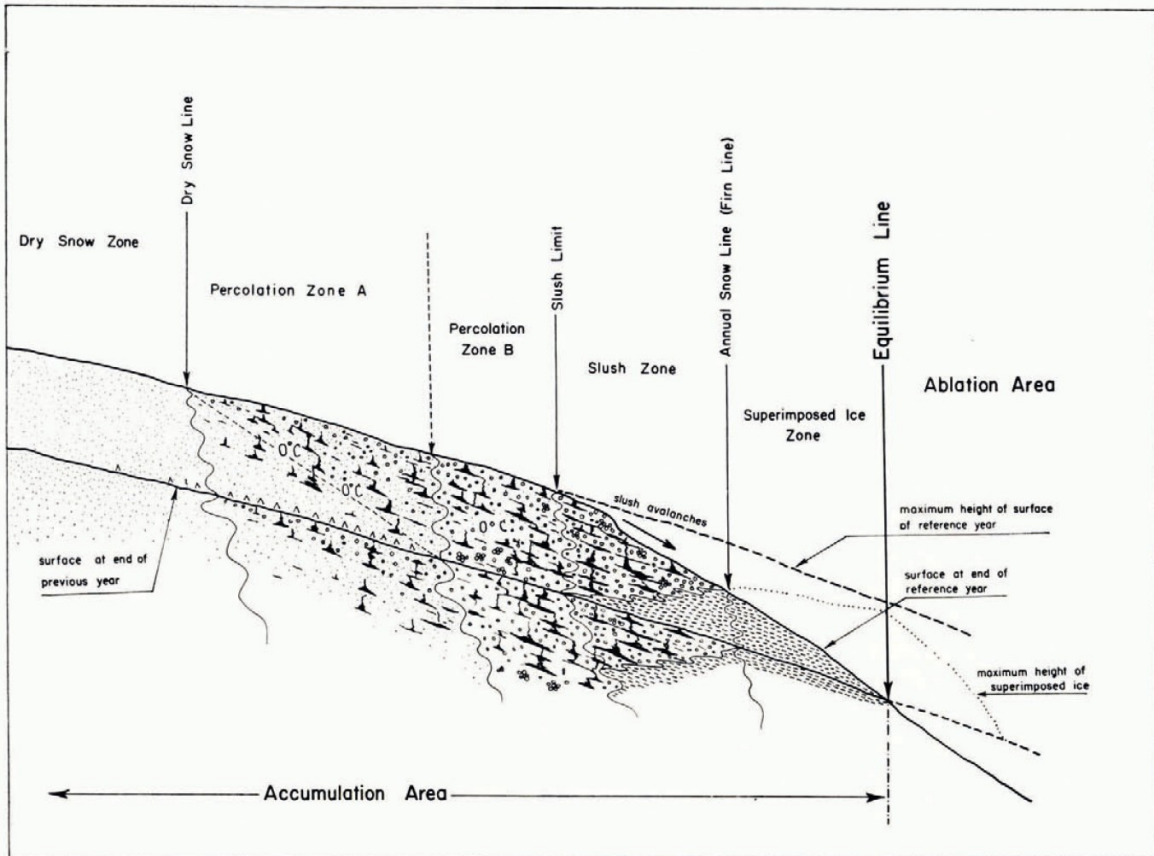 Dry Snow Line
Dry Snow Zone
Percolation Zone A
Percolation
Zone B
Slush Limit
Slush Zone
Annual Snow Line (Firn Line)
Superimposed Ice
Zone
Equilibrium Line
Ablation Area
0°C
0°C
0°C
slush avalanches
maximum height of surface
of reference year
surface at end of
reference year
maximum height of
superimposed ice
surface at end of
previous year
Accumulation Area